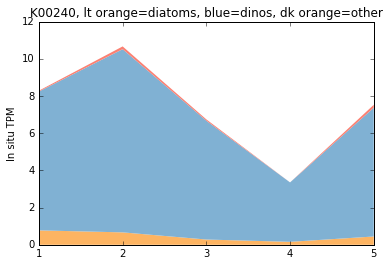 K00240, lt orange=diatoms, blue=dinos, dk orange=other
12
10
8
6
4
2
0
In situ TPM
1 2 3 4 5